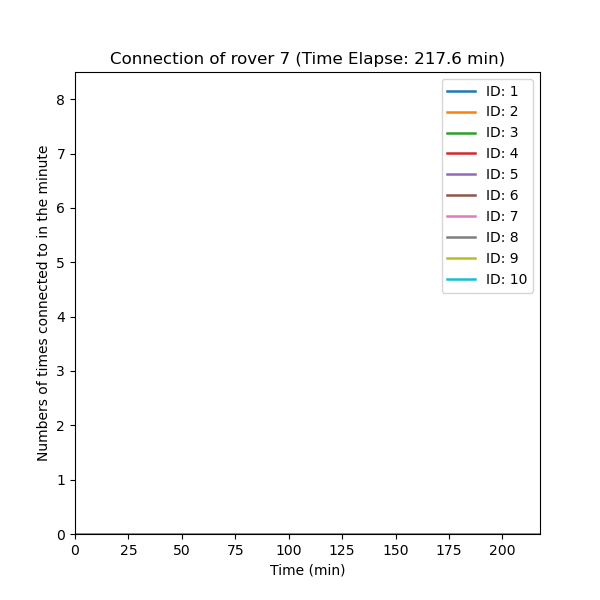 Connection of rover 7 (Time Elapse: 217.6 min)
Numbers of times connected to in the minute
8
7
6
5
4
3
2
1
0
ID: 1
ID: 2
ID: 3
ID: 4
ID: 5
ID: 6
ID: 7
ID: 8
ID: 9
ID: 10
0 25 50 75 100 125 150 175 200
Time (min)